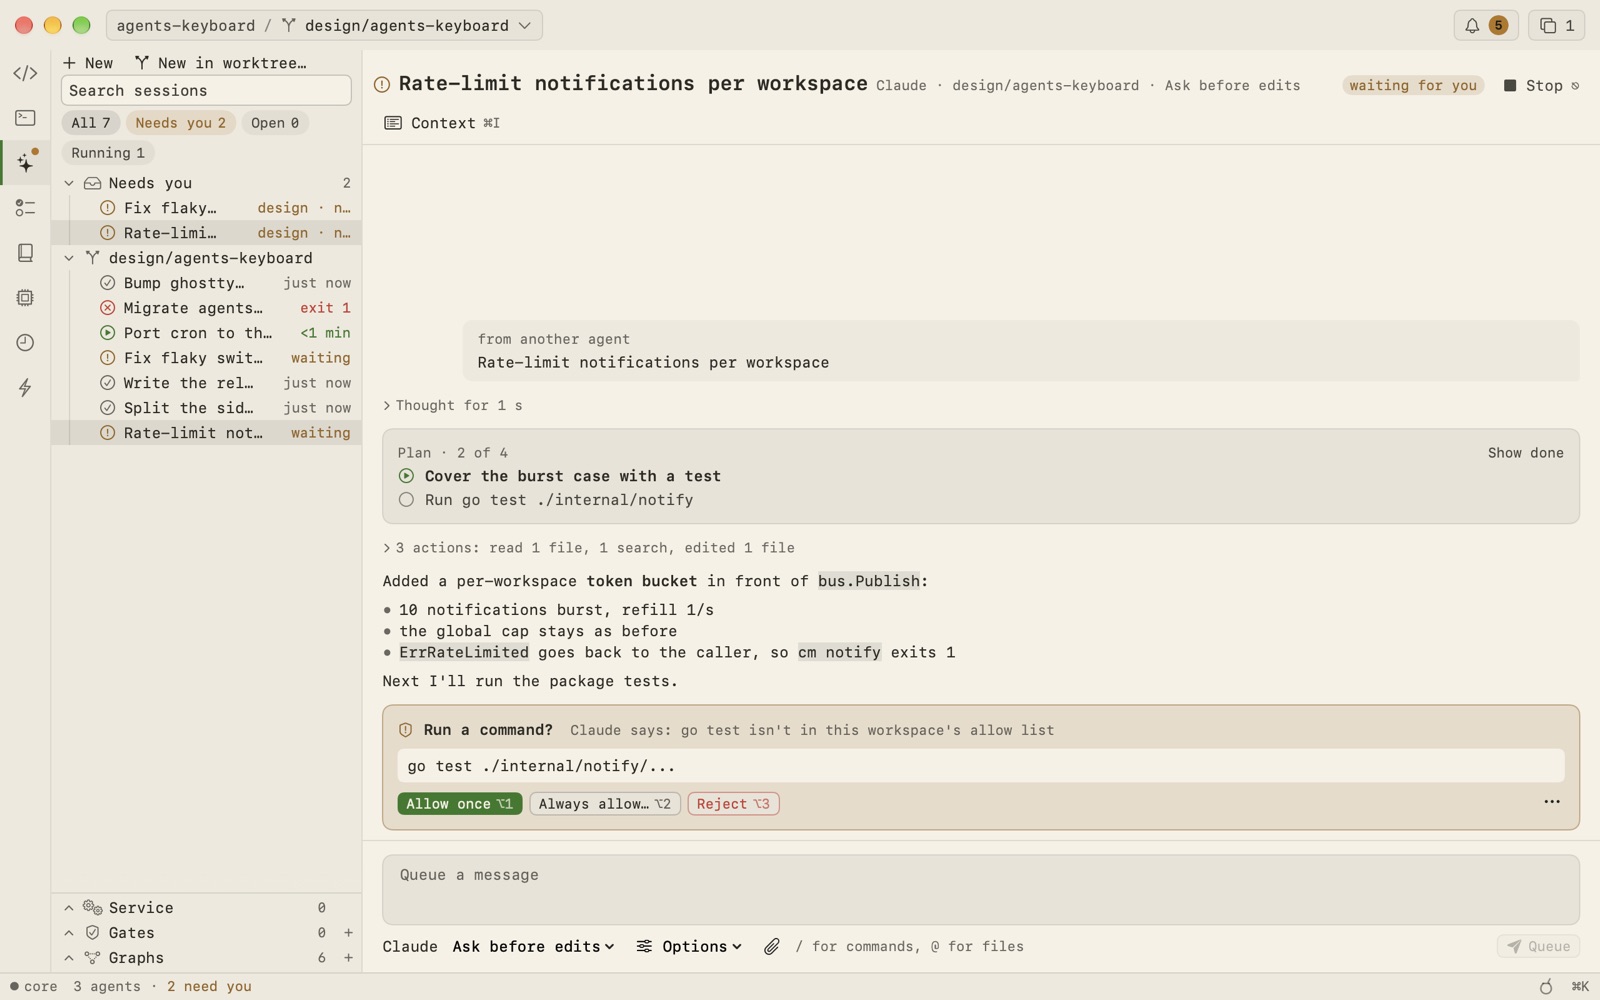 agents-keyboard / design/agents-keyboard
5
1
+ New New in worktree…
Search sessions
All 7 Needs you 2 Open 0
Running 1
Needs you 2
Fix flaky… design · n…
Rate-limi… design · n…
design/agents-keyboard
Bump ghostty… just now
Migrate agents… exit 1
Port cron to th… <1 min
Fix flaky swit… waiting
Write the rel… just now
Split the sid… just now
Rate-limit not… waiting
Service 0
Gates 0 +
Graphs 6 +
Rate-limit notifications per workspace Claude · design/agents-keyboard · Ask before edits waiting for you Stop
Context ⌘I
from another agent
Rate-limit notifications per workspace
Thought for 1 s
Plan · 2 of 4 Show done
Cover the burst case with a test
Run go test ./internal/notify
3 actions: read 1 file, 1 search, edited 1 file
Added a per-workspace token bucket in front of bus.Publish:
• 10 notifications burst, refill 1/s
• the global cap stays as before
• ErrRateLimited goes back to the caller, so cm notify exits 1
Next I'll run the package tests.
Run a command? Claude says: go test isn't in this workspace's allow list
go test ./internal/notify/...
Allow once ⌥1 Always allow… ⌥2 Reject ⌥3 …
Queue a message
Claude Ask before edits Options / for commands, @ for files Queue
core 3 agents · 2 need you ⌘K